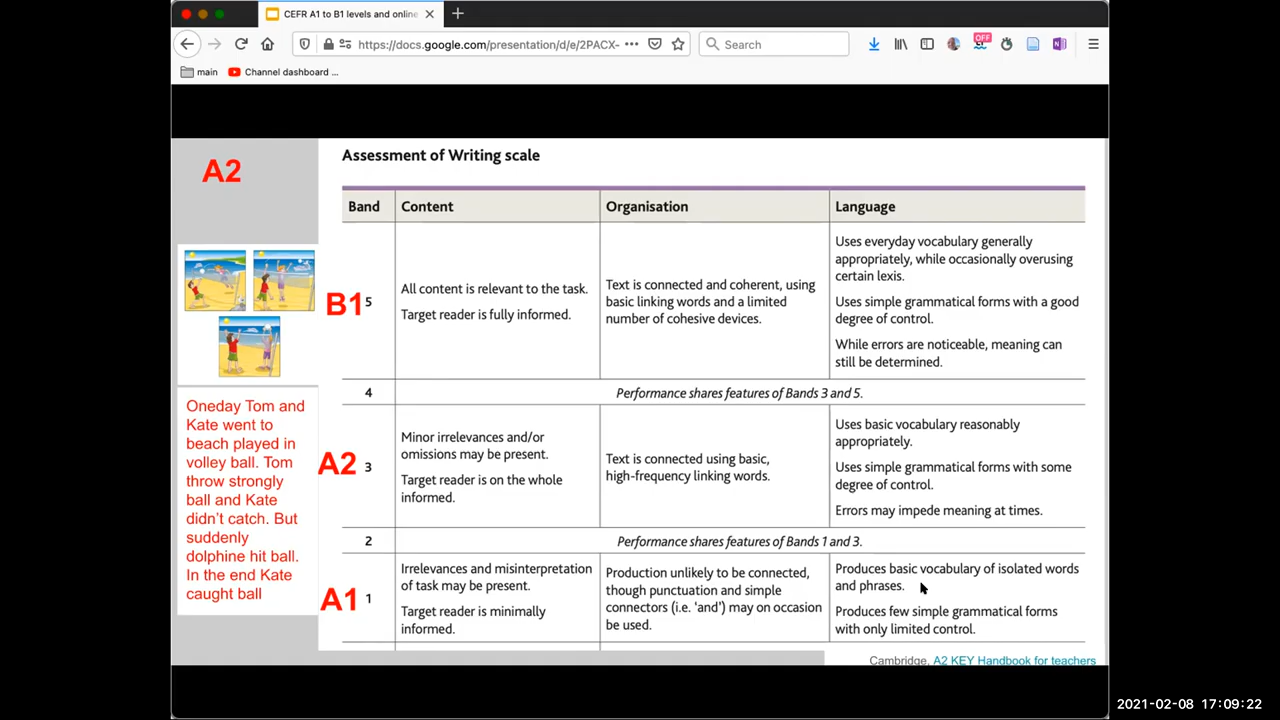 CEFR A1 to B1 levels and online
https://docs.google.com/presentation/d/e/2PACX-
Search
OFF
main
Channel dashboard ...
A2
Assessment of Writing scale
Band Content Organisation Language
B1 5
All content is relevant to the task.
Target reader is fully informed.
Text is connected and coherent, using
basic linking words and a limited
number of cohesive devices.
Uses everyday vocabulary generally
appropriately, while occasionally overusing
certain lexis.
Uses simple grammatical forms with a good
degree of control.
While errors are noticeable, meaning can
still be determined.
4 Performance shares features of Bands 3 and 5.
A2 3
Minor irrelevances and/or
omissions may be present.
Target reader is on the whole
informed.
Text is connected using basic,
high-frequency linking words.
Uses basic vocabulary reasonably
appropriately.
Uses simple grammatical forms with some
degree of control.
Errors may impede meaning at times.
2 Performance shares features of Bands 1 and 3.
A1 1
Irrelevances and misinterpretation
of task may be present.
Target reader is minimally
informed.
Production unlikely to be connected,
though punctuation and simple
connectors (i.e. 'and') may on occasion
be used.
Produces basic vocabulary of isolated words
and phrases.
Produces few simple grammatical forms
with only limited control.
Oneday Tom and
Kate went to
beach played in
volley ball. Tom
throw strongly
ball and Kate
didn't catch. But
suddenly
dolphine hit ball.
In the end Kate
caught ball
Cambridge, A2 KEY Handbook for teachers
2021-02-08 17:09:22